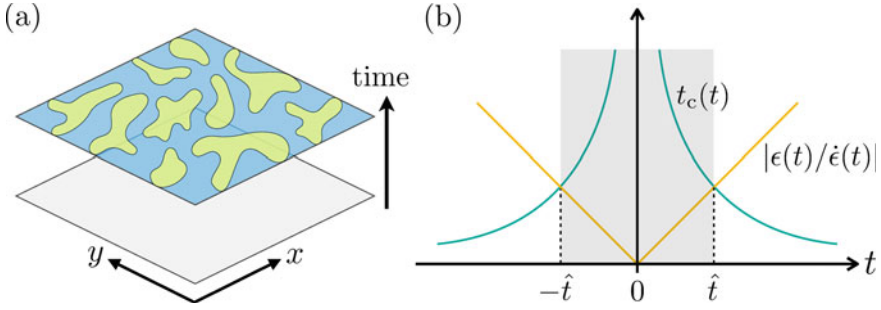 (a)
time
y
x
(b)
t_c(t)
|ϵ(t)/ϵ̇(t)|
−t̂
0
t̂
t